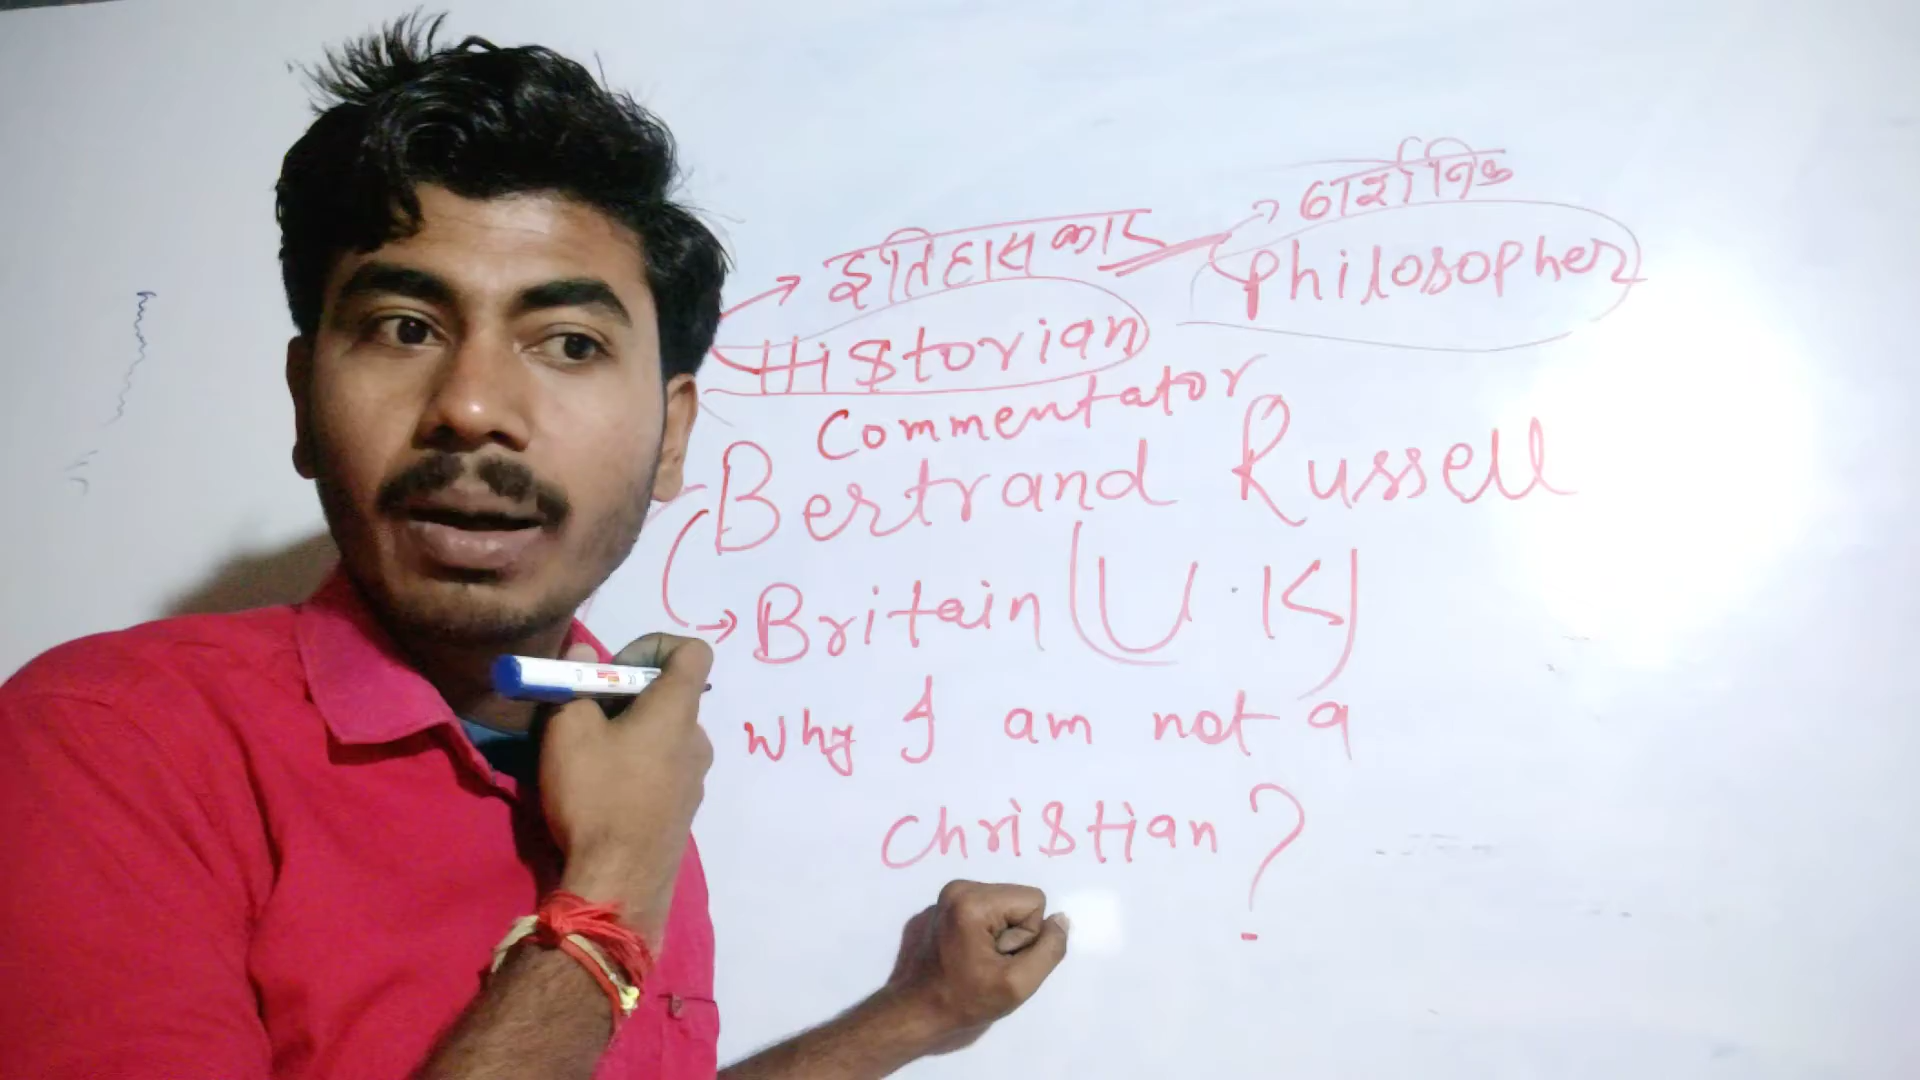 दार्शनिक
Philosopher
इतिहासकार
Historian
Commentator
Bertrand Russell
Britain (U.K)
Why I am not a
Christian ?